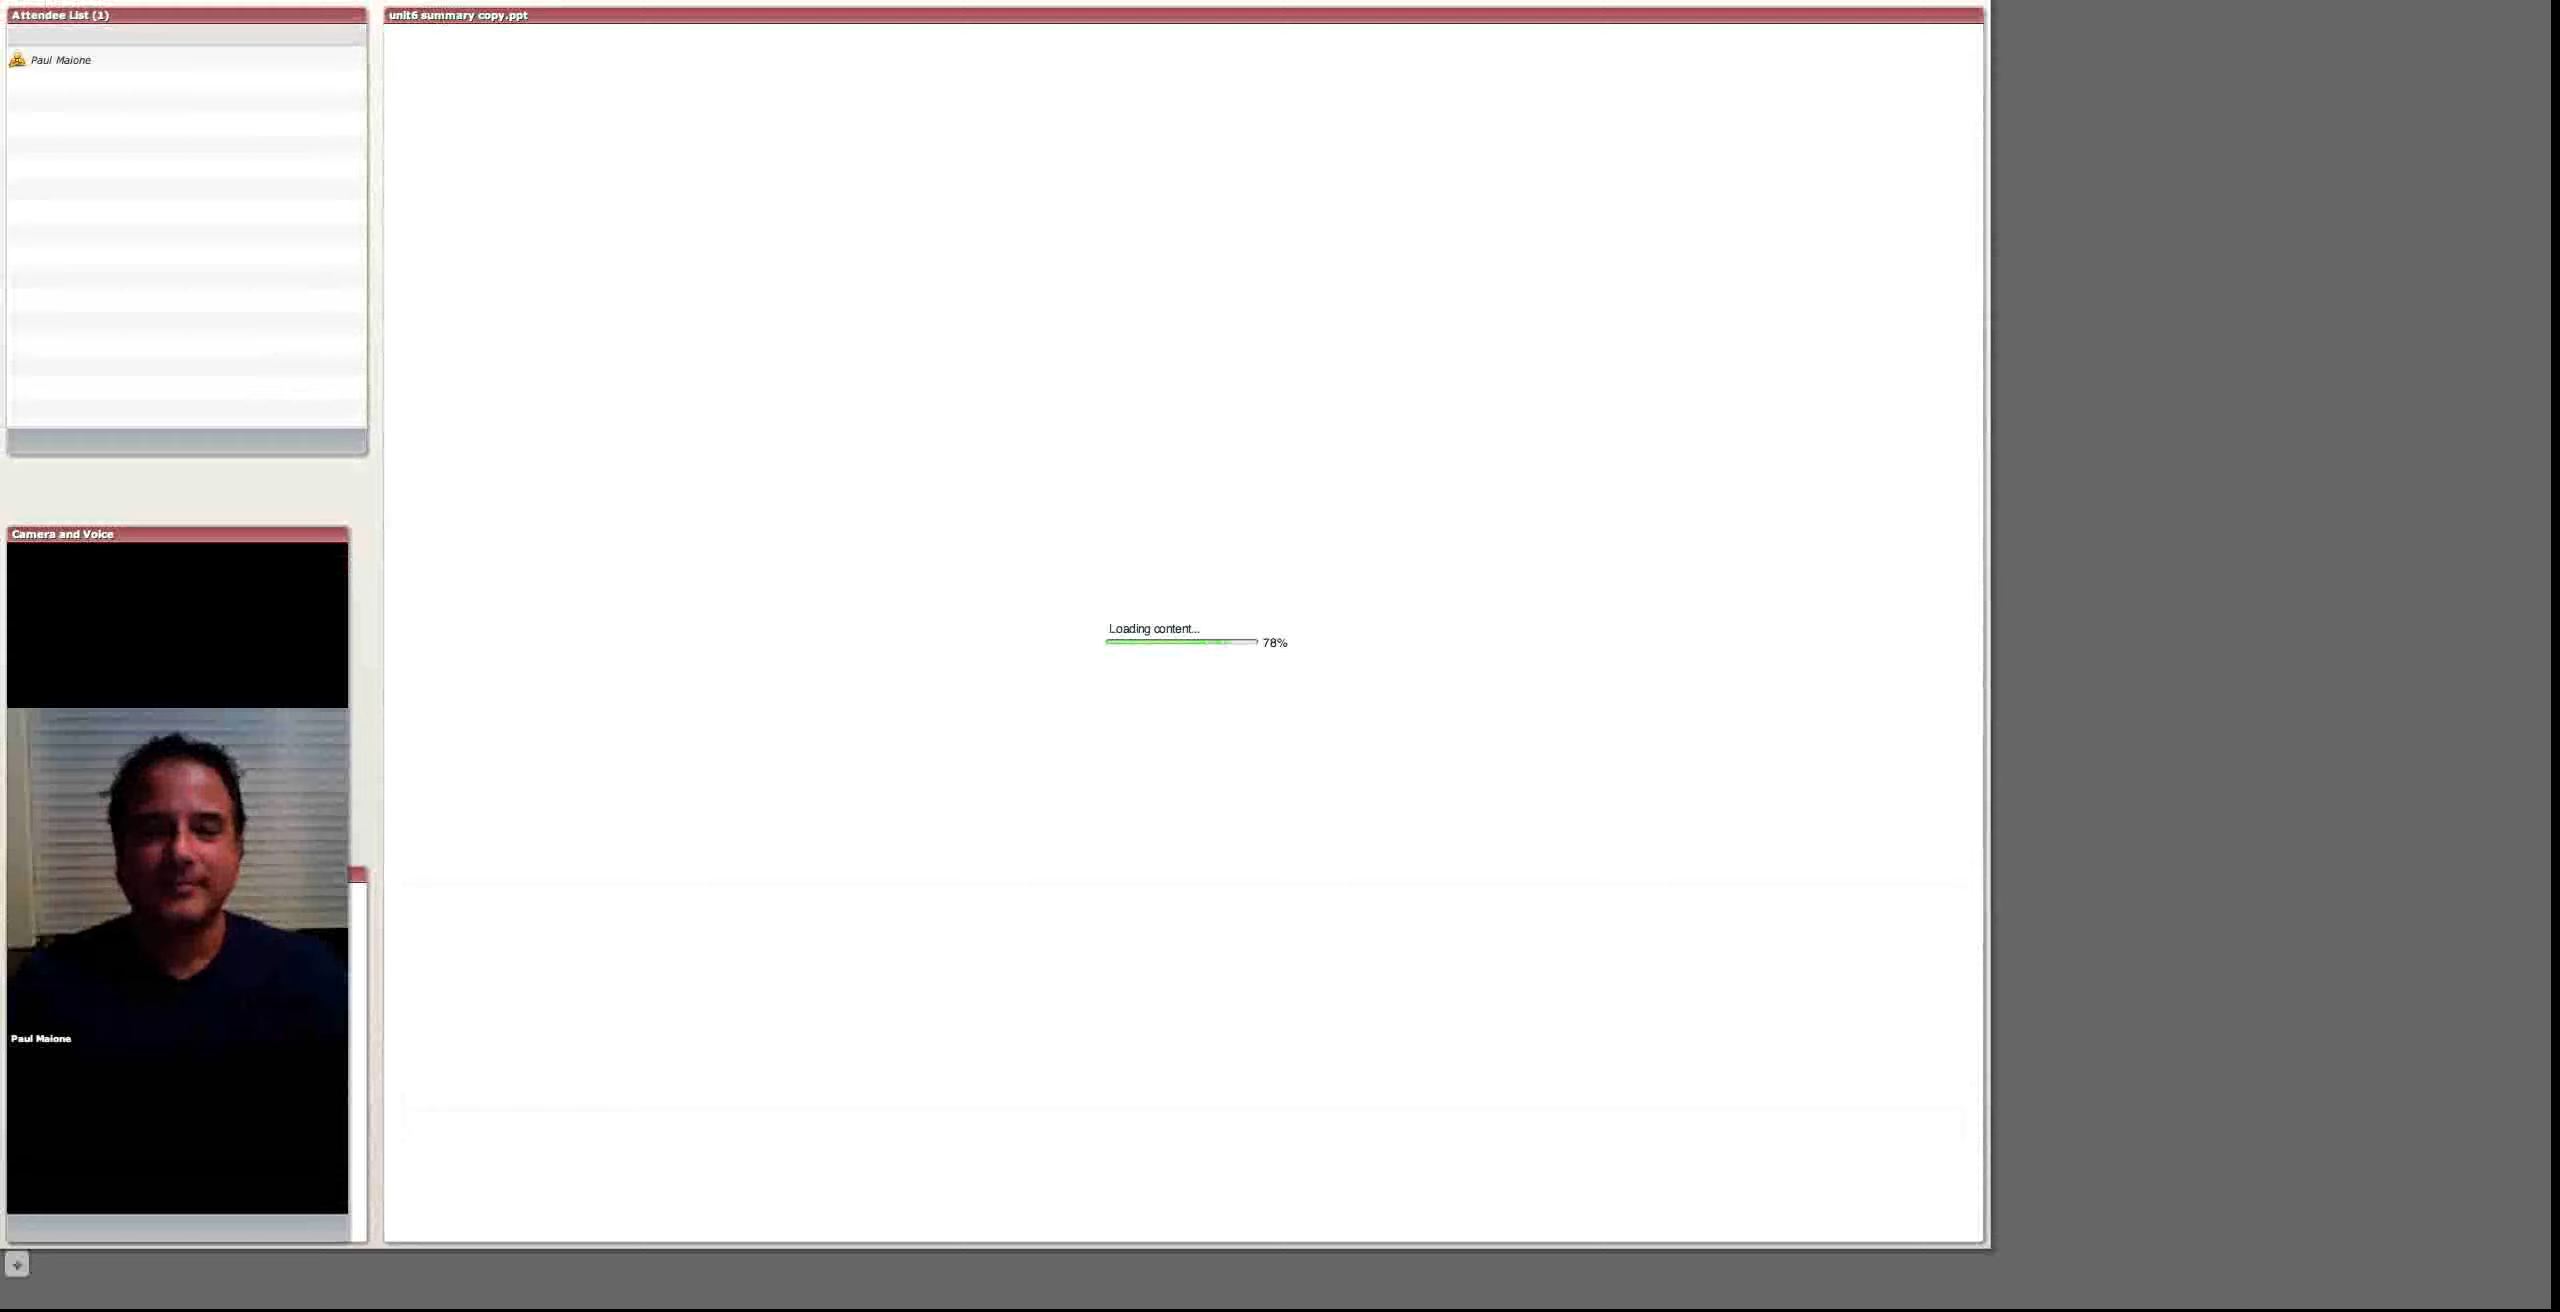 Attendee List (1)
Paul Maione
unit6 summary copy.ppt
Loading content...
78%
Camera and Voice
Paul Maione